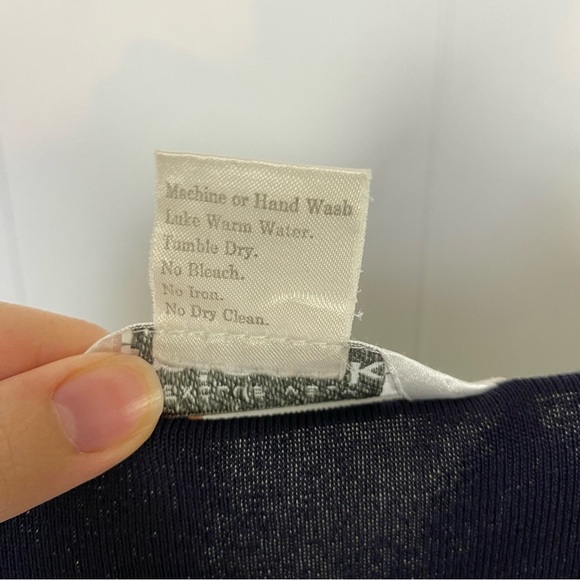 Machine or Hand Wash
Luke Warm Water.
Tumble Dry.
No Bleach.
No Iron.
No Dry Clean.